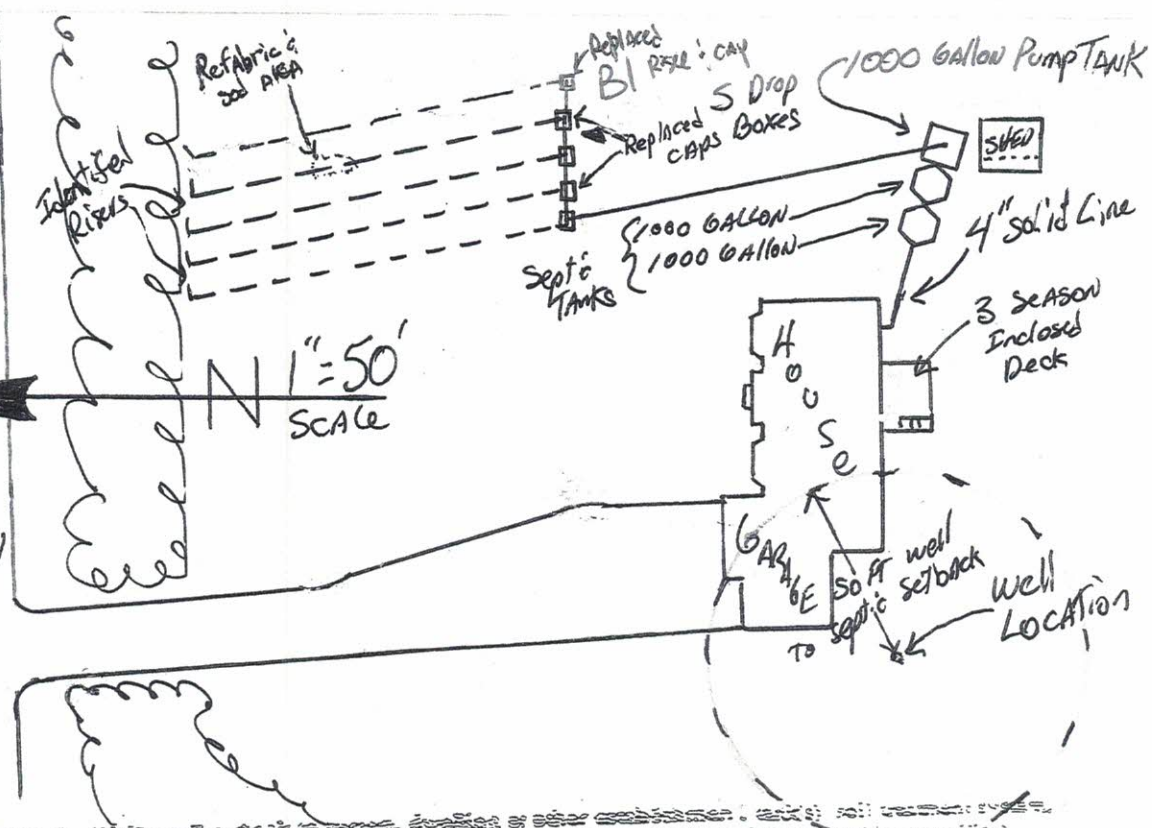 Replaced
B1 Rise & CAP
5 Drop
Boxes
Replaced
CAPS
Refabric &
Sod AREA
Identified
Risers
1000 GAllon Pump TANK
SHED
1000 GALLON
1000 GALLON
Septic
TANKS
4" Solid Line
3 SEASON
Inclosed
Deck
House
N 1"=50'
SCALE
GARAGE
50 FT well
septic setback
TO
well
LOCATION